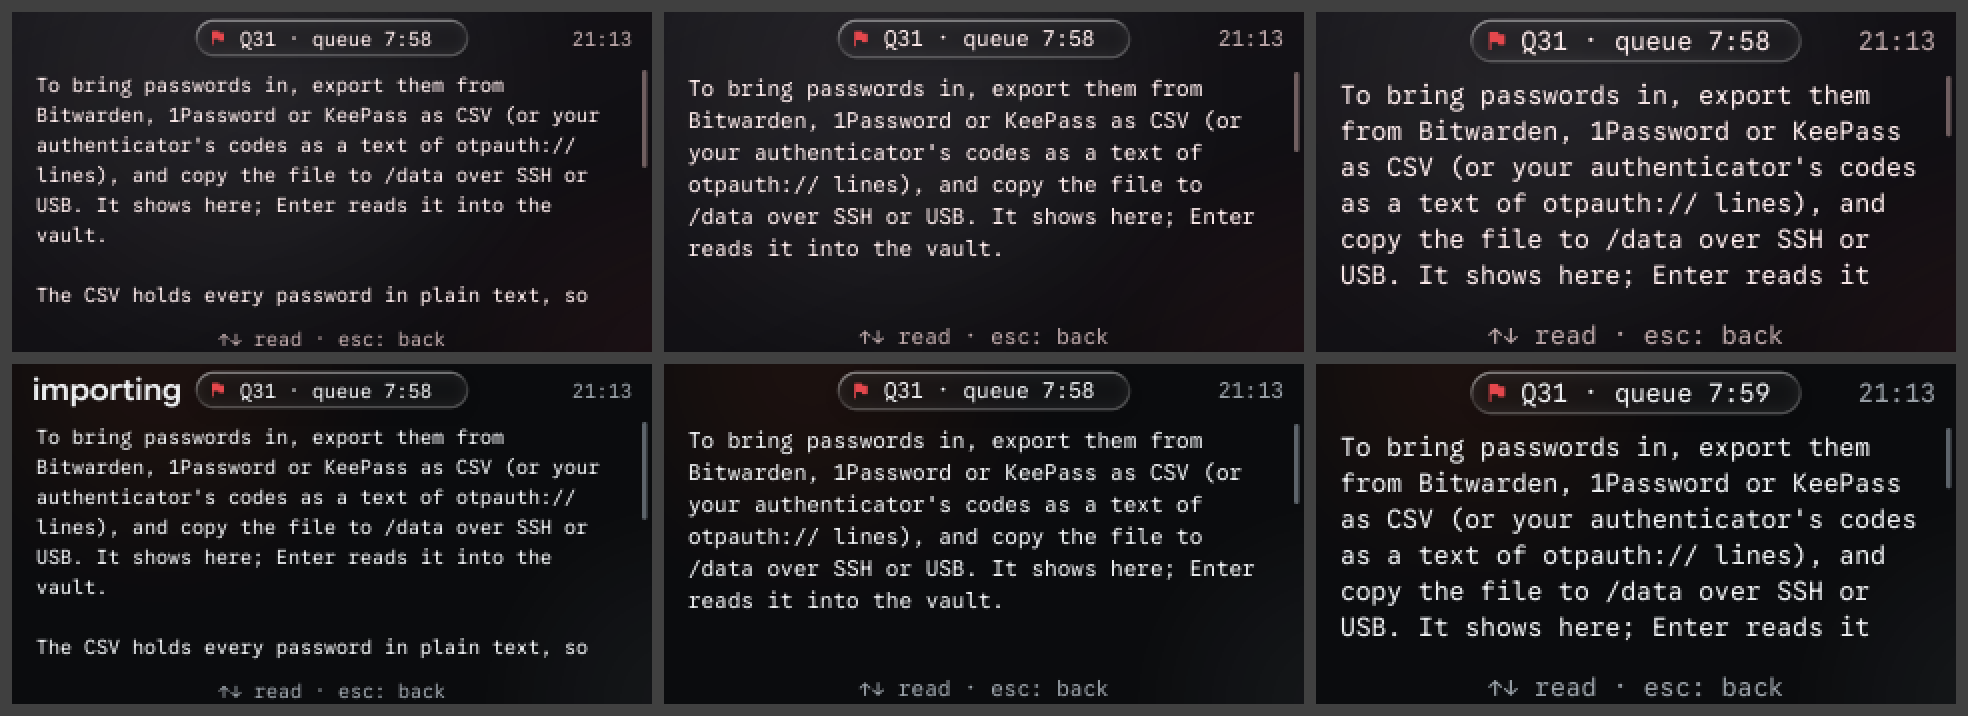 Q31 · queue 7:58 21:13
To bring passwords in, export them from
Bitwarden, 1Password or KeePass as CSV (or your
authenticator's codes as a text of otpauth://
lines), and copy the file to /data over SSH or
USB. It shows here; Enter reads it into the
vault.
The CSV holds every password in plain text, so
↑↓ read · esc: back
Q31 · queue 7:58 21:13
To bring passwords in, export them from
Bitwarden, 1Password or KeePass as CSV (or
your authenticator's codes as a text of
otpauth:// lines), and copy the file to
/data over SSH or USB. It shows here; Enter
reads it into the vault.
↑↓ read · esc: back
Q31 · queue 7:58 21:13
To bring passwords in, export them
from Bitwarden, 1Password or KeePass
as CSV (or your authenticator's codes
as a text of otpauth:// lines), and
copy the file to /data over SSH or
USB. It shows here; Enter reads it
↑↓ read · esc: back
importing Q31 · queue 7:58 21:13
To bring passwords in, export them from
Bitwarden, 1Password or KeePass as CSV (or your
authenticator's codes as a text of otpauth://
lines), and copy the file to /data over SSH or
USB. It shows here; Enter reads it into the
vault.
The CSV holds every password in plain text, so
↑↓ read · esc: back
Q31 · queue 7:58 21:13
To bring passwords in, export them from
Bitwarden, 1Password or KeePass as CSV (or
your authenticator's codes as a text of
otpauth:// lines), and copy the file to
/data over SSH or USB. It shows here; Enter
reads it into the vault.
↑↓ read · esc: back
Q31 · queue 7:59 21:13
To bring passwords in, export them
from Bitwarden, 1Password or KeePass
as CSV (or your authenticator's codes
as a text of otpauth:// lines), and
copy the file to /data over SSH or
USB. It shows here; Enter reads it
↑↓ read · esc: back